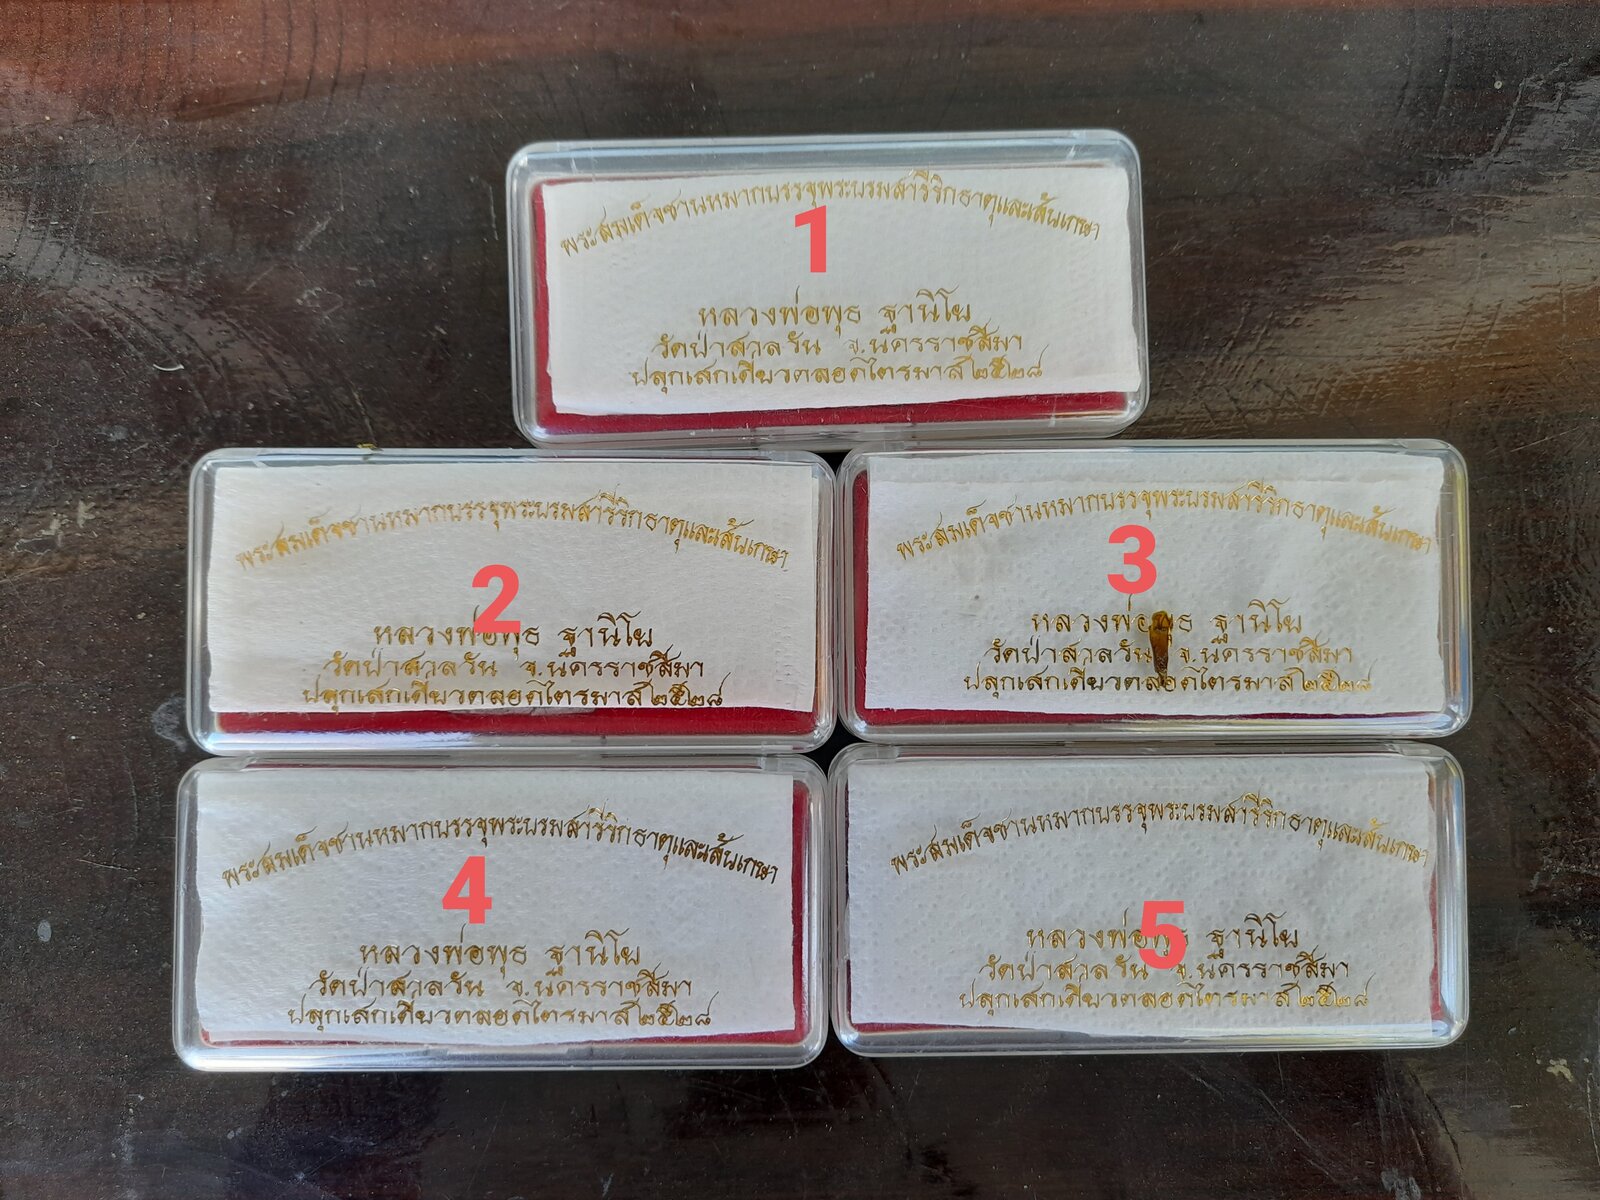 พระสมเด็จชานหมากบรรจุพระบรมสารีริกธาตุและเส้นเกษา
1
หลวงพ่อพุธ ฐานิโย
วัดป่าสาลวัน จ.นครราชสีมา
ปลุกเสกเดี่ยวตลอดไตรมาส๒๕๒๘
พระสมเด็จชานหมากบรรจุพระบรมสารีริกธาตุและเส้นเกษา
2
หลวงพ่อพุธ ฐานิโย
วัดป่าสาลวัน จ.นครราชสีมา
ปลุกเสกเดี่ยวตลอดไตรมาส๒๕๒๘
พระสมเด็จชานหมากบรรจุพระบรมสารีริกธาตุและเส้นเกษา
3
หลวงพ่อพุธ ฐานิโย
วัดป่าสาลวัน จ.นครราชสีมา
ปลุกเสกเดี่ยวตลอดไตรมาส๒๕๒๘
พระสมเด็จชานหมากบรรจุพระบรมสารีริกธาตุและเส้นเกษา
4
หลวงพ่อพุธ ฐานิโย
วัดป่าสาลวัน จ.นครราชสีมา
ปลุกเสกเดี่ยวตลอดไตรมาส๒๕๒๘
พระสมเด็จชานหมากบรรจุพระบรมสารีริกธาตุและเส้นเกษา
5
หลวงพ่อพุธ ฐานิโย
วัดป่าสาลวัน จ.นครราชสีมา
ปลุกเสกเดี่ยวตลอดไตรมาส๒๕๒๘